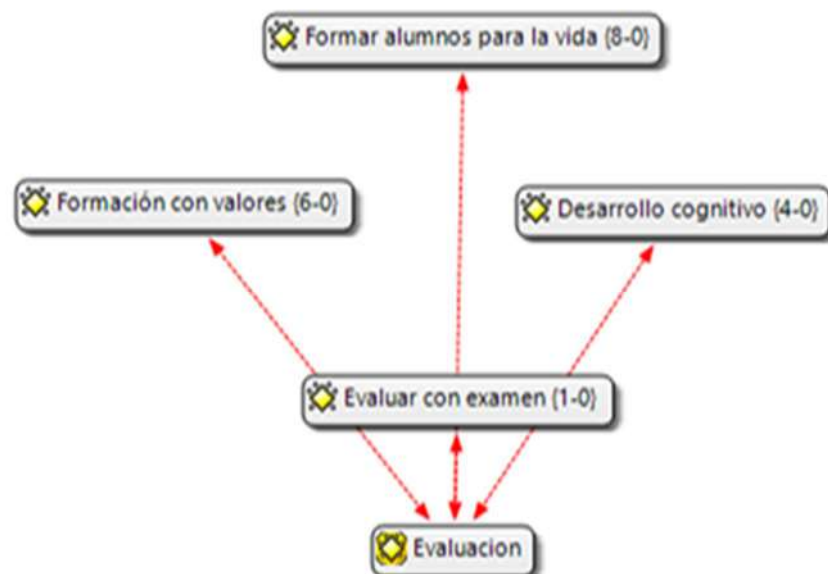 Formar alumnos para la vida {8-0}
Formación con valores {6-0}
Desarrollo cognitivo {4-0}
Evaluar con examen {1-0}
Evaluacion